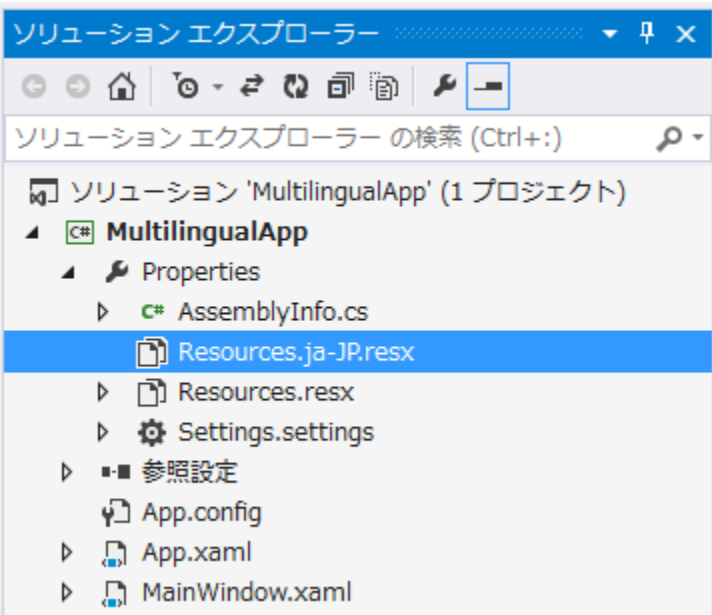 ソリューション エクスプローラー
ソリューション エクスプローラー の検索 (Ctrl+:)
ソリューション 'MultilingualApp' (1 プロジェクト)
C# MultilingualApp
Properties
C# AssemblyInfo.cs
Resources.ja-JP.resx
Resources.resx
Settings.settings
参照設定
App.config
App.xaml
MainWindow.xaml